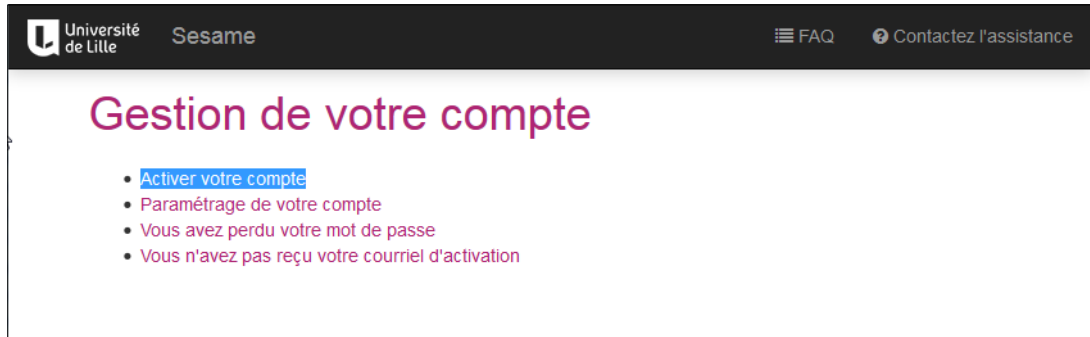 Université
de Lille
Sesame
FAQ
Contactez l'assistance
Gestion de votre compte
Activer votre compte
Paramétrage de votre compte
Vous avez perdu votre mot de passe
Vous n'avez pas reçu votre courriel d'activation